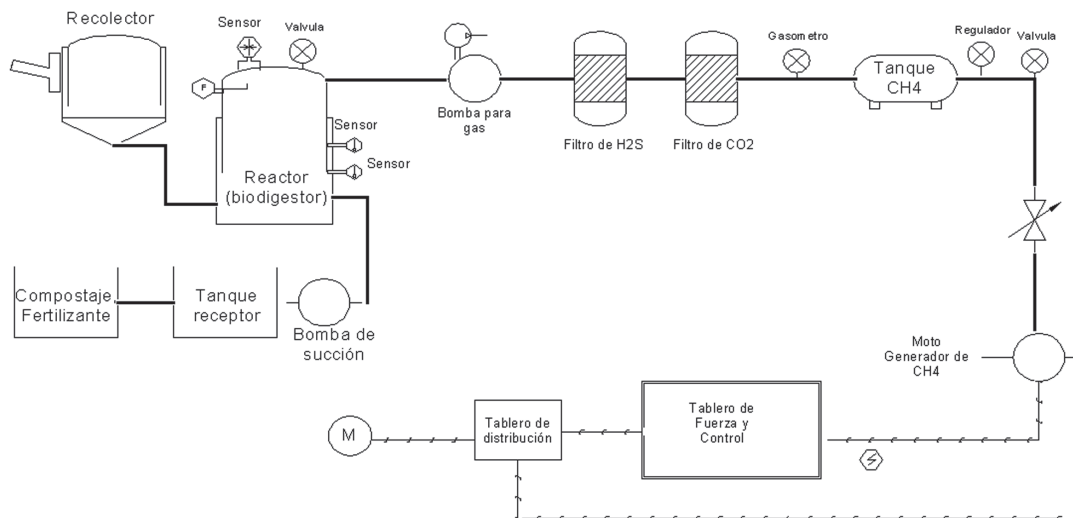 Recolector
Sensor
Valvula
F
Sensor
Sensor
Reactor
(biodigestor)
Bomba para
gas
Filtro de H2S
Filtro de CO2
Gasometro
Tanque
CH4
Regulador
Valvula
Compostaje,
Fertilizante
Tanque
receptor
Bomba de
succión
Moto
Generador de
CH4
M
Tablero de
distribución
Tablero de
Fuerza y
Control